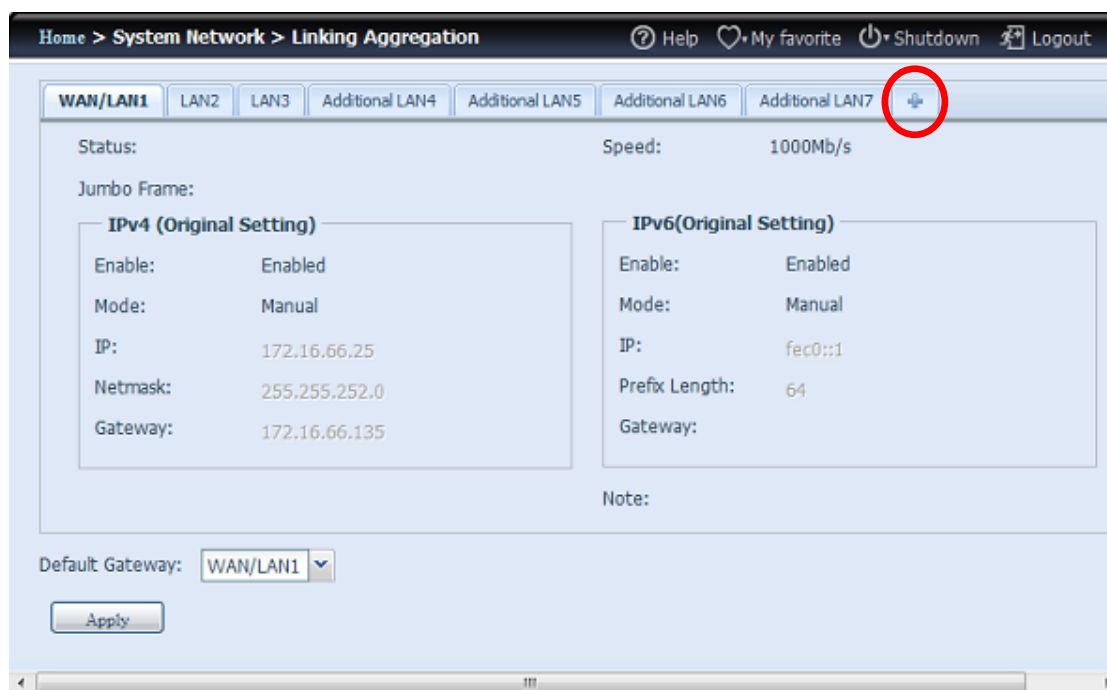 Home > System Network > Linking Aggregation Help My favorite Shutdown Logout
WAN/LAN1 LAN2 LAN3 Additional LAN4 Additional LAN5 Additional LAN6 Additional LAN7
Status: Speed: 1000Mb/s
Jumbo Frame:
IPv4 (Original Setting)
Enable: Enabled
Mode: Manual
IP: 172.16.66.25
Netmask: 255.255.252.0
Gateway: 172.16.66.135
IPv6(Original Setting)
Enable: Enabled
Mode: Manual
IP: fec0::1
Prefix Length: 64
Gateway:
Note:
Default Gateway: WAN/LAN1
Apply